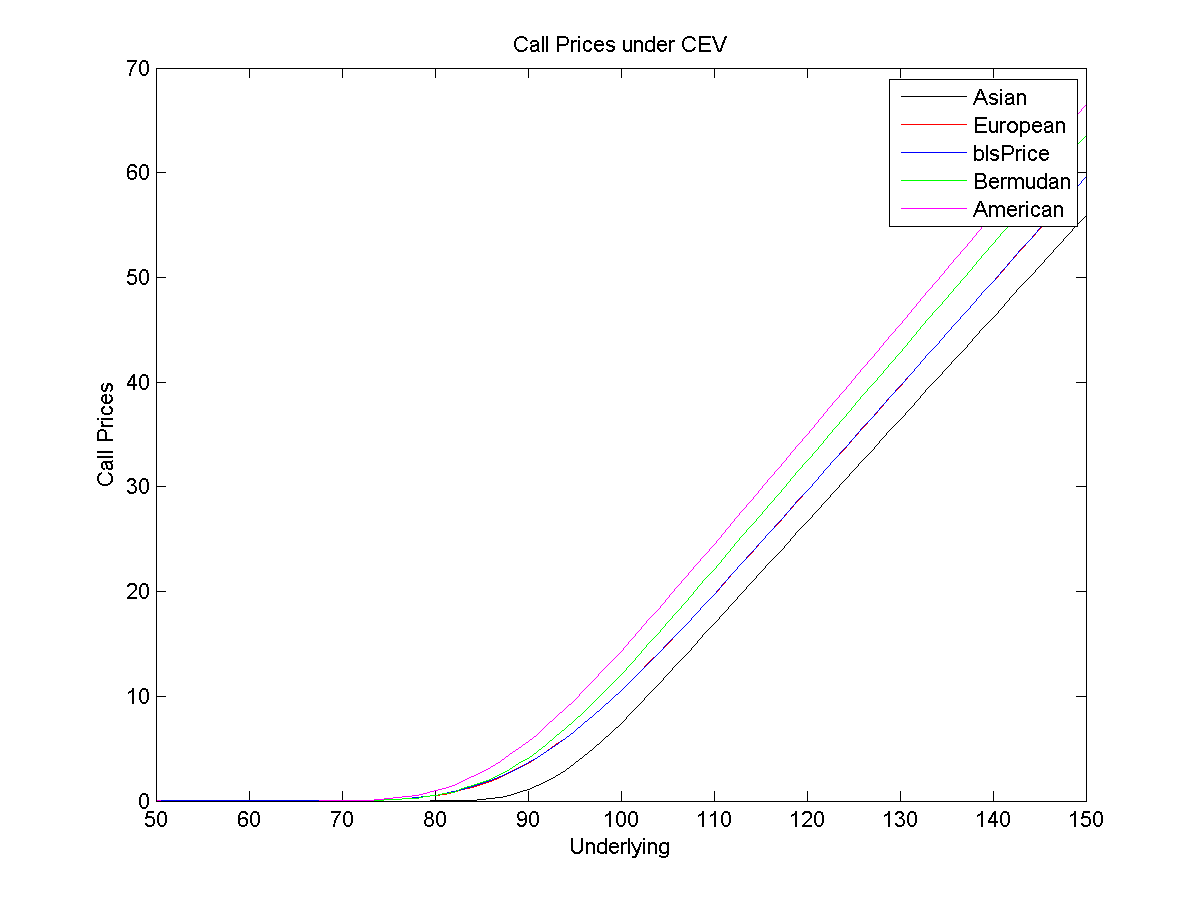 Call Prices under CEV
70
60
50
40
30
20
10
0
Call Prices
Asian
European
blsPrice
Bermudan
American
50 60 70 80 90 100 110 120 130 140 150
Underlying